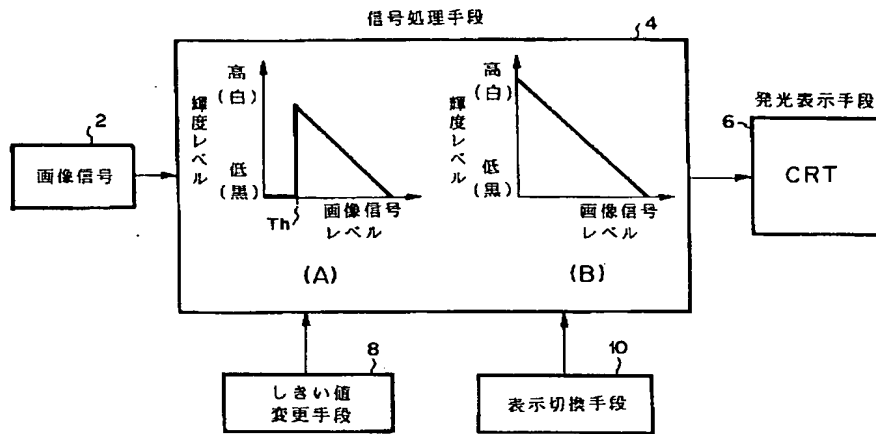 信号処理手段
4
高
(白)
輝度レベル
低
(黒)
Th
画像信号
レベル
(A)
高
(白)
輝度レベル
低
(黒)
画像信号
レベル
(B)
2
画像信号
発光表示手段
6
CRT
8
しきい値
変更手段
10
表示切換手段